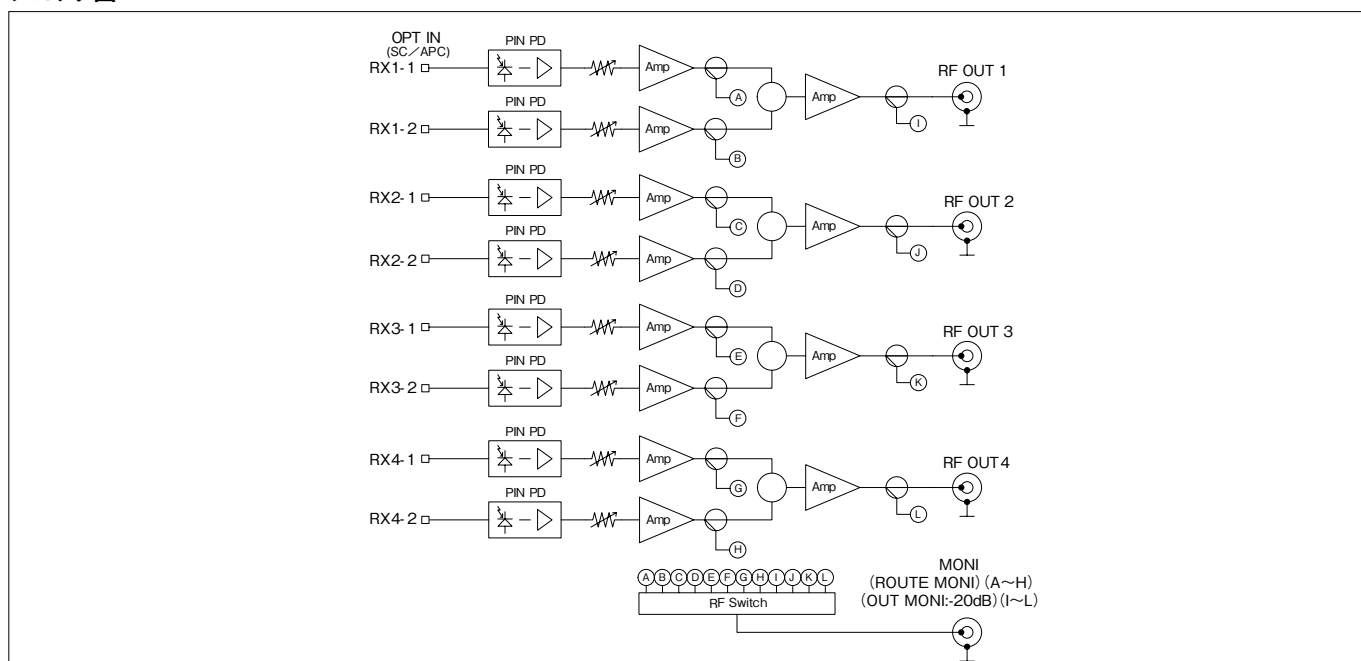 OPT IN
(SC／APC)
PIN PD
RX1-1
Amp
A
Amp
I
RF OUT 1
PIN PD
RX1-2
Amp
B
PIN PD
RX2-1
Amp
C
Amp
J
RF OUT 2
PIN PD
RX2-2
Amp
D
PIN PD
RX3-1
Amp
E
Amp
K
RF OUT 3
PIN PD
RX3-2
Amp
F
PIN PD
RX4-1
Amp
G
Amp
L
RF OUT4
PIN PD
RX4-2
Amp
H
A B C D E F G H I J K L
RF Switch
MONI
(ROUTE MONI)(A～H)
(OUT MONI:-20dB)(I～L)